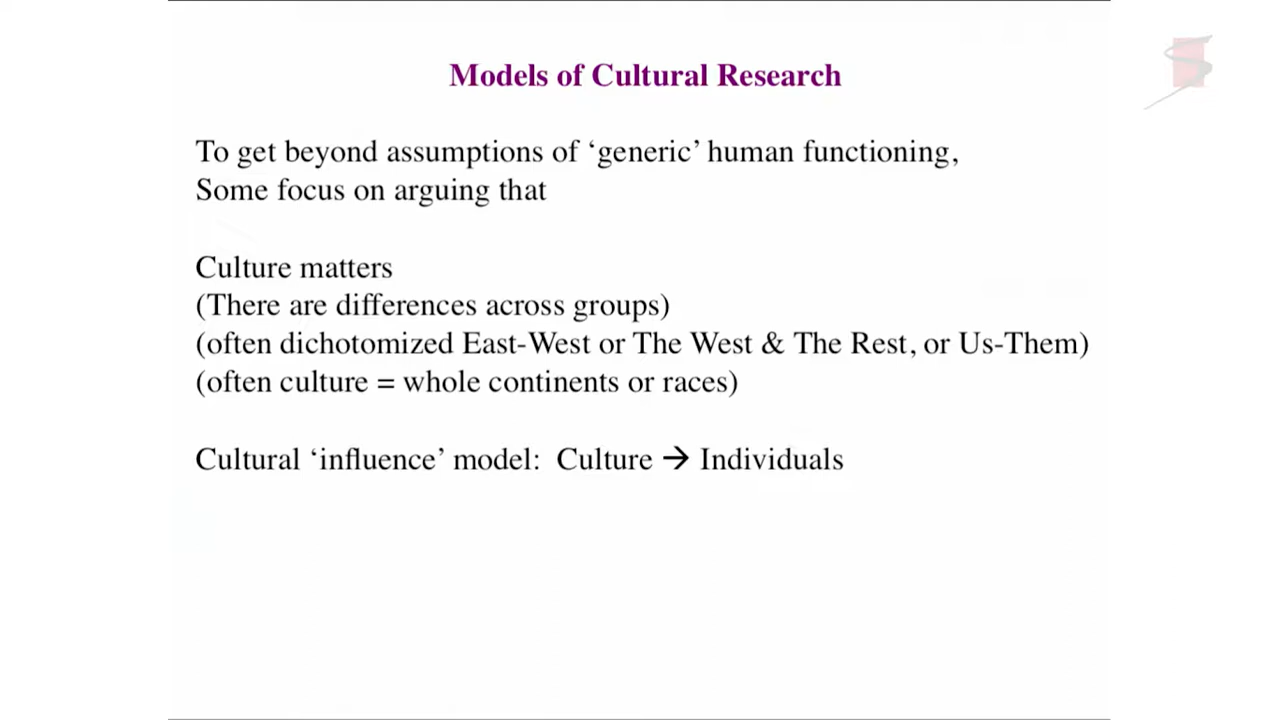 Models of Cultural Research
To get beyond assumptions of ‘generic’ human functioning,
Some focus on arguing that
Culture matters
(There are differences across groups)
(often dichotomized East-West or The West & The Rest, or Us-Them)
(often culture = whole continents or races)
Cultural ‘influence’ model: Culture → Individuals